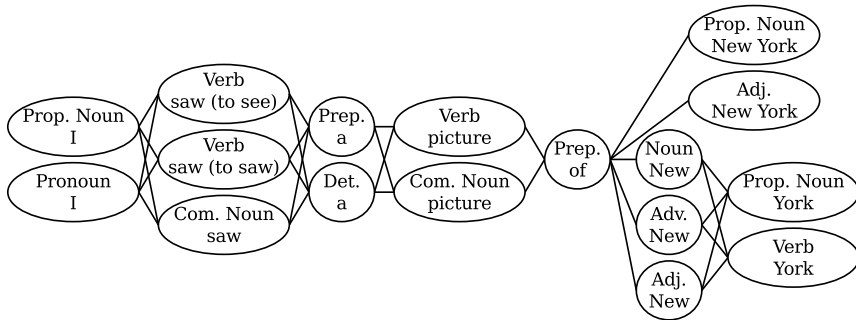 Prop. Noun
I
Pronoun
I
Verb
saw (to see)
Verb
saw (to saw)
Com. Noun
saw
Prep.
a
Det.
a
Verb
picture
Com. Noun
picture
Prep.
of
Prop. Noun
New York
Adj.
New York
Noun
New
Adv.
New
Adj.
New
Prop. Noun
York
Verb
York